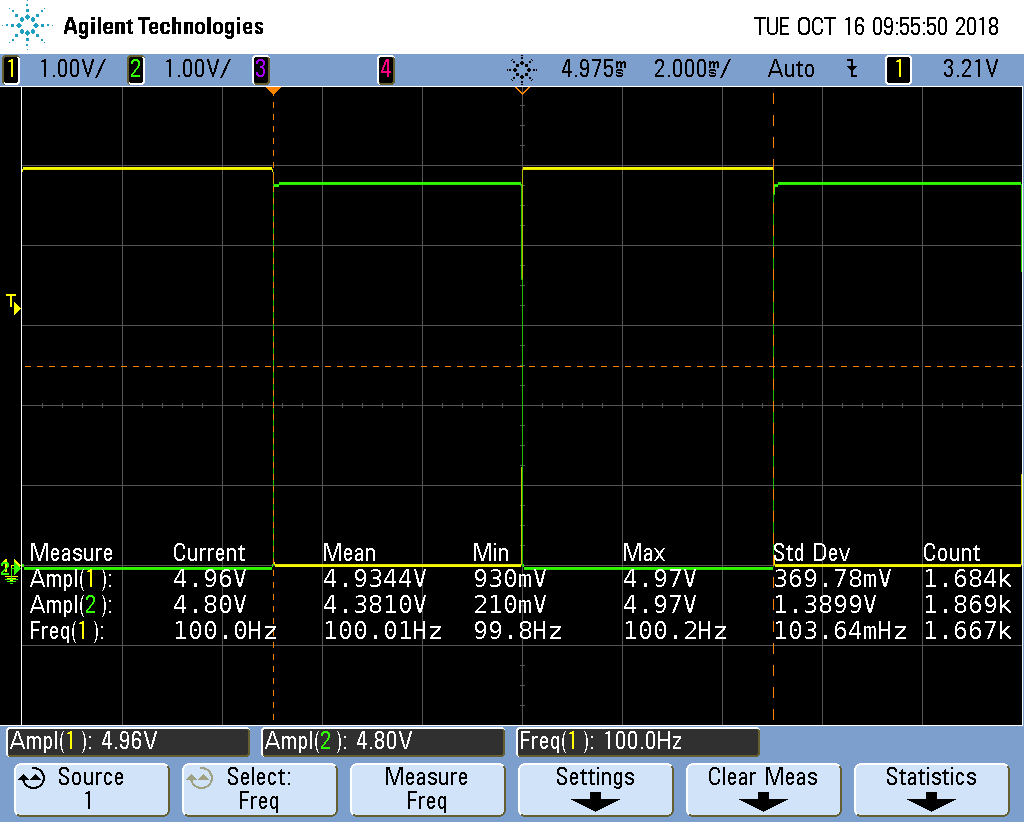 Agilent Technologies TUE OCT 16 09:55:50 2018
1 1.00V/ 2 1.00V/ 3 4 4.975ms 2.000ms/ Auto 1 3.21V
T
Measure Current Mean Min Max Std Dev Count
Ampl(1): 4.96V 4.9344V 930mV 4.97V 369.78mV 1.684k
Ampl(2): 4.80V 4.3810V 210mV 4.97V 1.3899V 1.869k
Freq(1): 100.0Hz 100.01Hz 99.8Hz 100.2Hz 103.64mHz 1.667k
Ampl(1): 4.96V Ampl(2): 4.80V Freq(1): 100.0Hz
Source Select: Measure Settings Clear Meas Statistics
1 Freq Freq